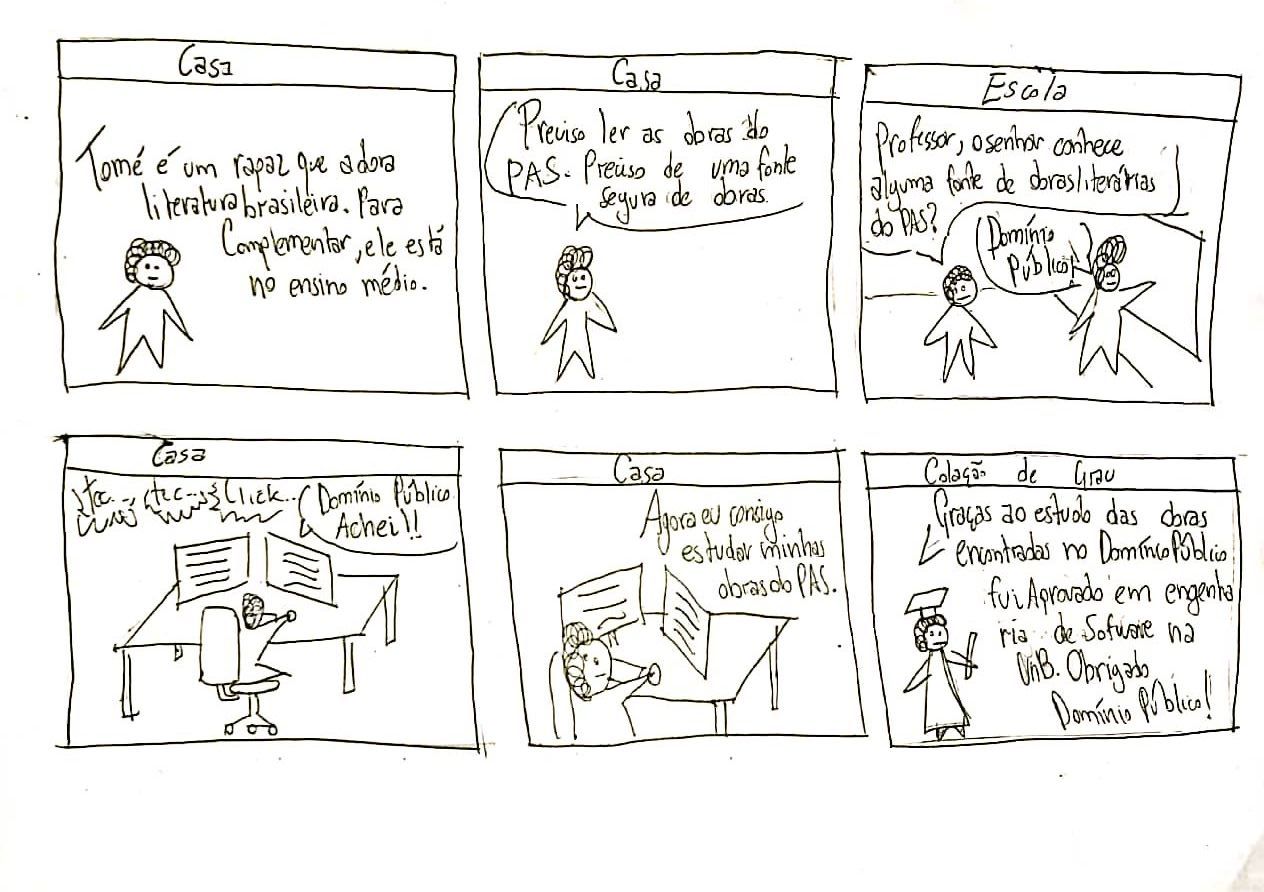 Casa
Tomé é um rapaz que adora
literatura brasileira. Para
Complementar, ele está
no ensino médio.
Casa
Preciso ler as obras do
PAS. Preciso de uma fonte
segura de obras.
Escola
Professor, o senhor conhece
alguma fonte de obras literárias
do PAS?
Domínio
Público!
Casa
tec... tec... Click...
Domínio Público
Achei!!
Casa
Agora eu consigo
estudar minhas
obras do PAS.
Colação de Grau
Graças ao estudo das obras
encontradas no Domínio Público
fui Aprovado em engenha
ria de Sofware na
UnB. Obrigado
Domínio Público!